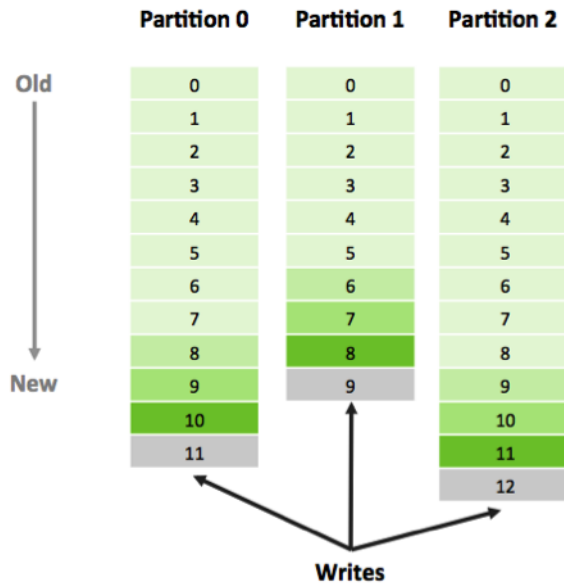 Partition 0 Partition 1 Partition 2
Old 0 0 0
1 1 1
2 2 2
3 3 3
4 4 4
5 5 5
6 6 6
7 7 7
8 8 8
New 9 9 9
10 10
11 11
12
Writes